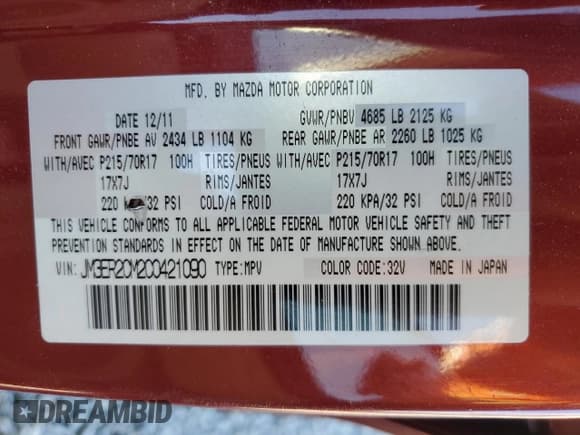 MFD. BY MAZDA MOTOR CORPORATION
DATE 12/11 GVWR/PNBV 4685 LB 2125 KG
FRONT GAWR/PNBE AV 2434 LB 1104 KG REAR GAWR/PNBE AR 2260 LB 1025 KG
WITH/AVEC P215/70R17 100H TIRES/PNEUS WITH/AVEC P215/70R17 100H TIRES/PNEUS
17X7J RIMS/JANTES 17X7J RIMS/JANTES
220 KPA/32 PSI COLD/A FROID 220 KPA/32 PSI COLD/A FROID
THIS VEHICLE CONFORMS TO ALL APPLICABLE FEDERAL MOTOR VEHICLE SAFETY AND THEFT
PREVENTION STANDARDS IN EFFECT ON THE DATE OF MANUFACTURE SHOWN ABOVE.
VIN: JM3ER2CM2C0421090 TYPE:MPV COLOR CODE:32V MADE IN JAPAN
DREAMBID